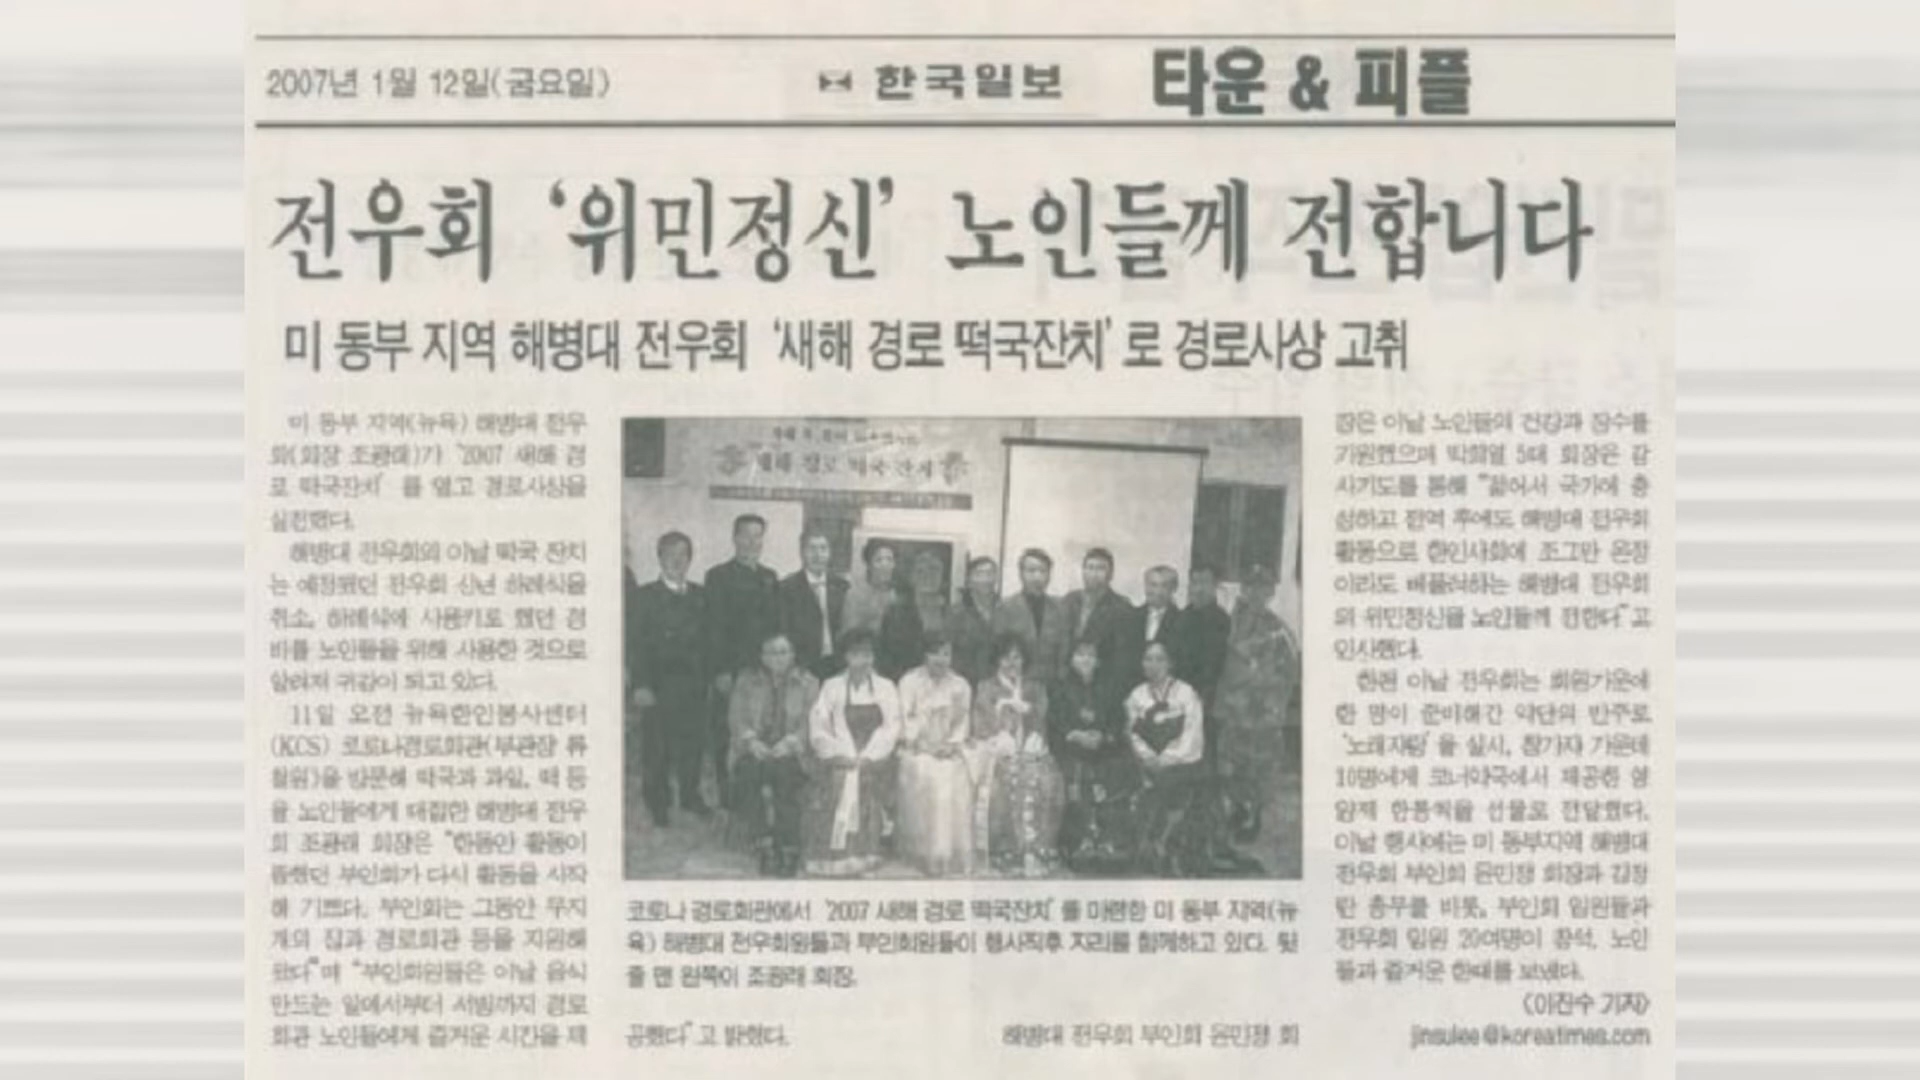 2007년 1월 12일(금요일)
한국일보
타운 & 피플
전우회 ‘위민정신’ 노인들께 전합니다
미 동부 지역 해병대 전우회 ‘새해 경로 떡국잔치’로 경로사상 고취
미 동부 지역(뉴욕) 해병대 전우
회(회장 조광래)가 ‘2007 새해 경
로 떡국잔치’를 열고 경로사상을
실천했다.
해병대 전우회의 이날 떡국 잔치
는 예정됐던 전우회 신년 하례식을
취소, 하례식에 사용키로 했던 경
비를 노인들을 위해 사용한 것으로
알려져 귀감이 되고 있다.
11일 오전 뉴욕한인봉사센터
(KCS) 코로나경로회관(부관장 류
철원)을 방문해 떡국과 과일, 떡 등
을 노인들에게 대접한 해병대 전우
회 조광래 회장은 “한동안 활동이
뜸했던 부인회가 다시 활동을 시작
해 기쁘다. 부인회는 그동안 무지
개의 집과 경로회관 등을 지원해
왔다”며 “부인회원들은 이날 음식
만드는 일에서부터 서빙까지 경로
회관 노인들에게 즐거운 시간을 제
새해 경로 떡국잔치
코로나 경로회관에서 ‘2007 새해 경로 떡국잔치’를 마련한 미 동부 지역(뉴
욕) 해병대 전우회원들과 부인회원들이 행사직후 자리를 함께하고 있다. 뒷
줄 맨 왼쪽이 조광래 회장.
공했다”고 밝혔다.
해병대 전우회 부인회 윤민정 회
장은 이날 노인들의 건강과 장수를
기원했으며 박희열 5대 회장은 감
사기도를 통해 “젊어서 국가에 충
성하고 전역 후에도 해병대 전우회
활동으로 한인사회에 조그만 온정
이라도 베풀려하는 해병대 전우회
의 위민정신을 노인들께 전한다”고
인사했다.
한편 이날 전우회는 회원가운데
한 명이 준비해간 악단의 반주로
‘노래자랑’을 실시, 참가자 가운데
10명에게 코너약국에서 제공한 영
양제 한통씩을 선물로 전달했다.
이날 행사에는 미 동부지역 해병대
전우회 부인회 윤민정 회장과 김정
란 총무를 비롯, 부인회 임원들과
전우회 임원 20여명이 참석, 노인
들과 즐거운 한때를 보냈다.
<이진수 기자>
jinsulee@koreatimes.com